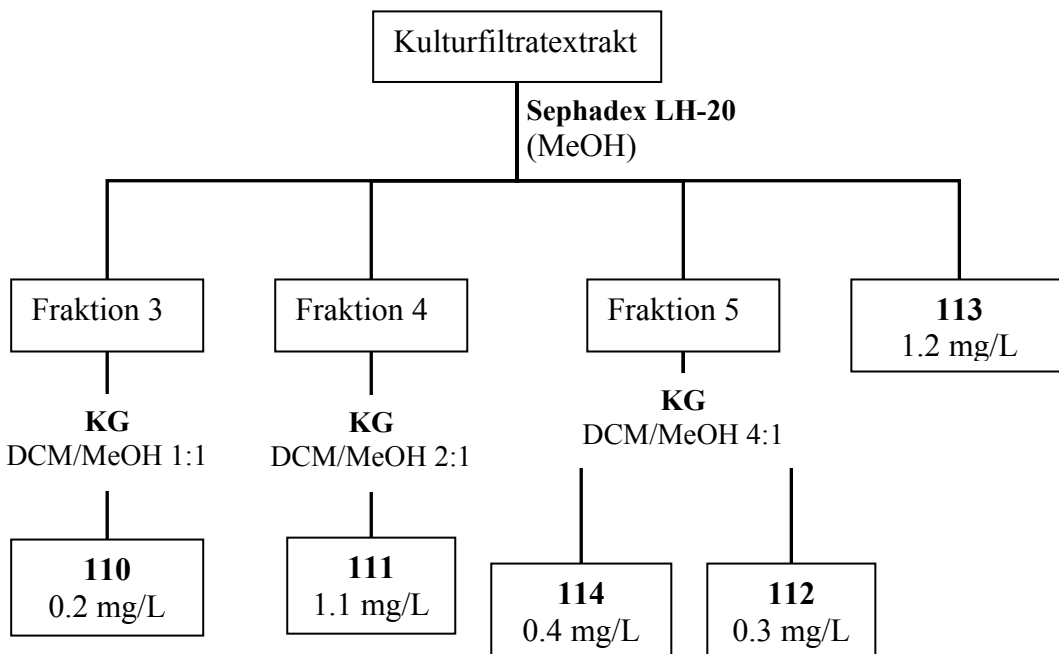 Kulturfiltratextrakt
Sephadex LH-20
(MeOH)
Fraktion 3
Fraktion 4
Fraktion 5
113
1.2 mg/L
KG
DCM/MeOH 1:1
KG
DCM/MeOH 2:1
KG
DCM/MeOH 4:1
110
0.2 mg/L
111
1.1 mg/L
114
0.4 mg/L
112
0.3 mg/L